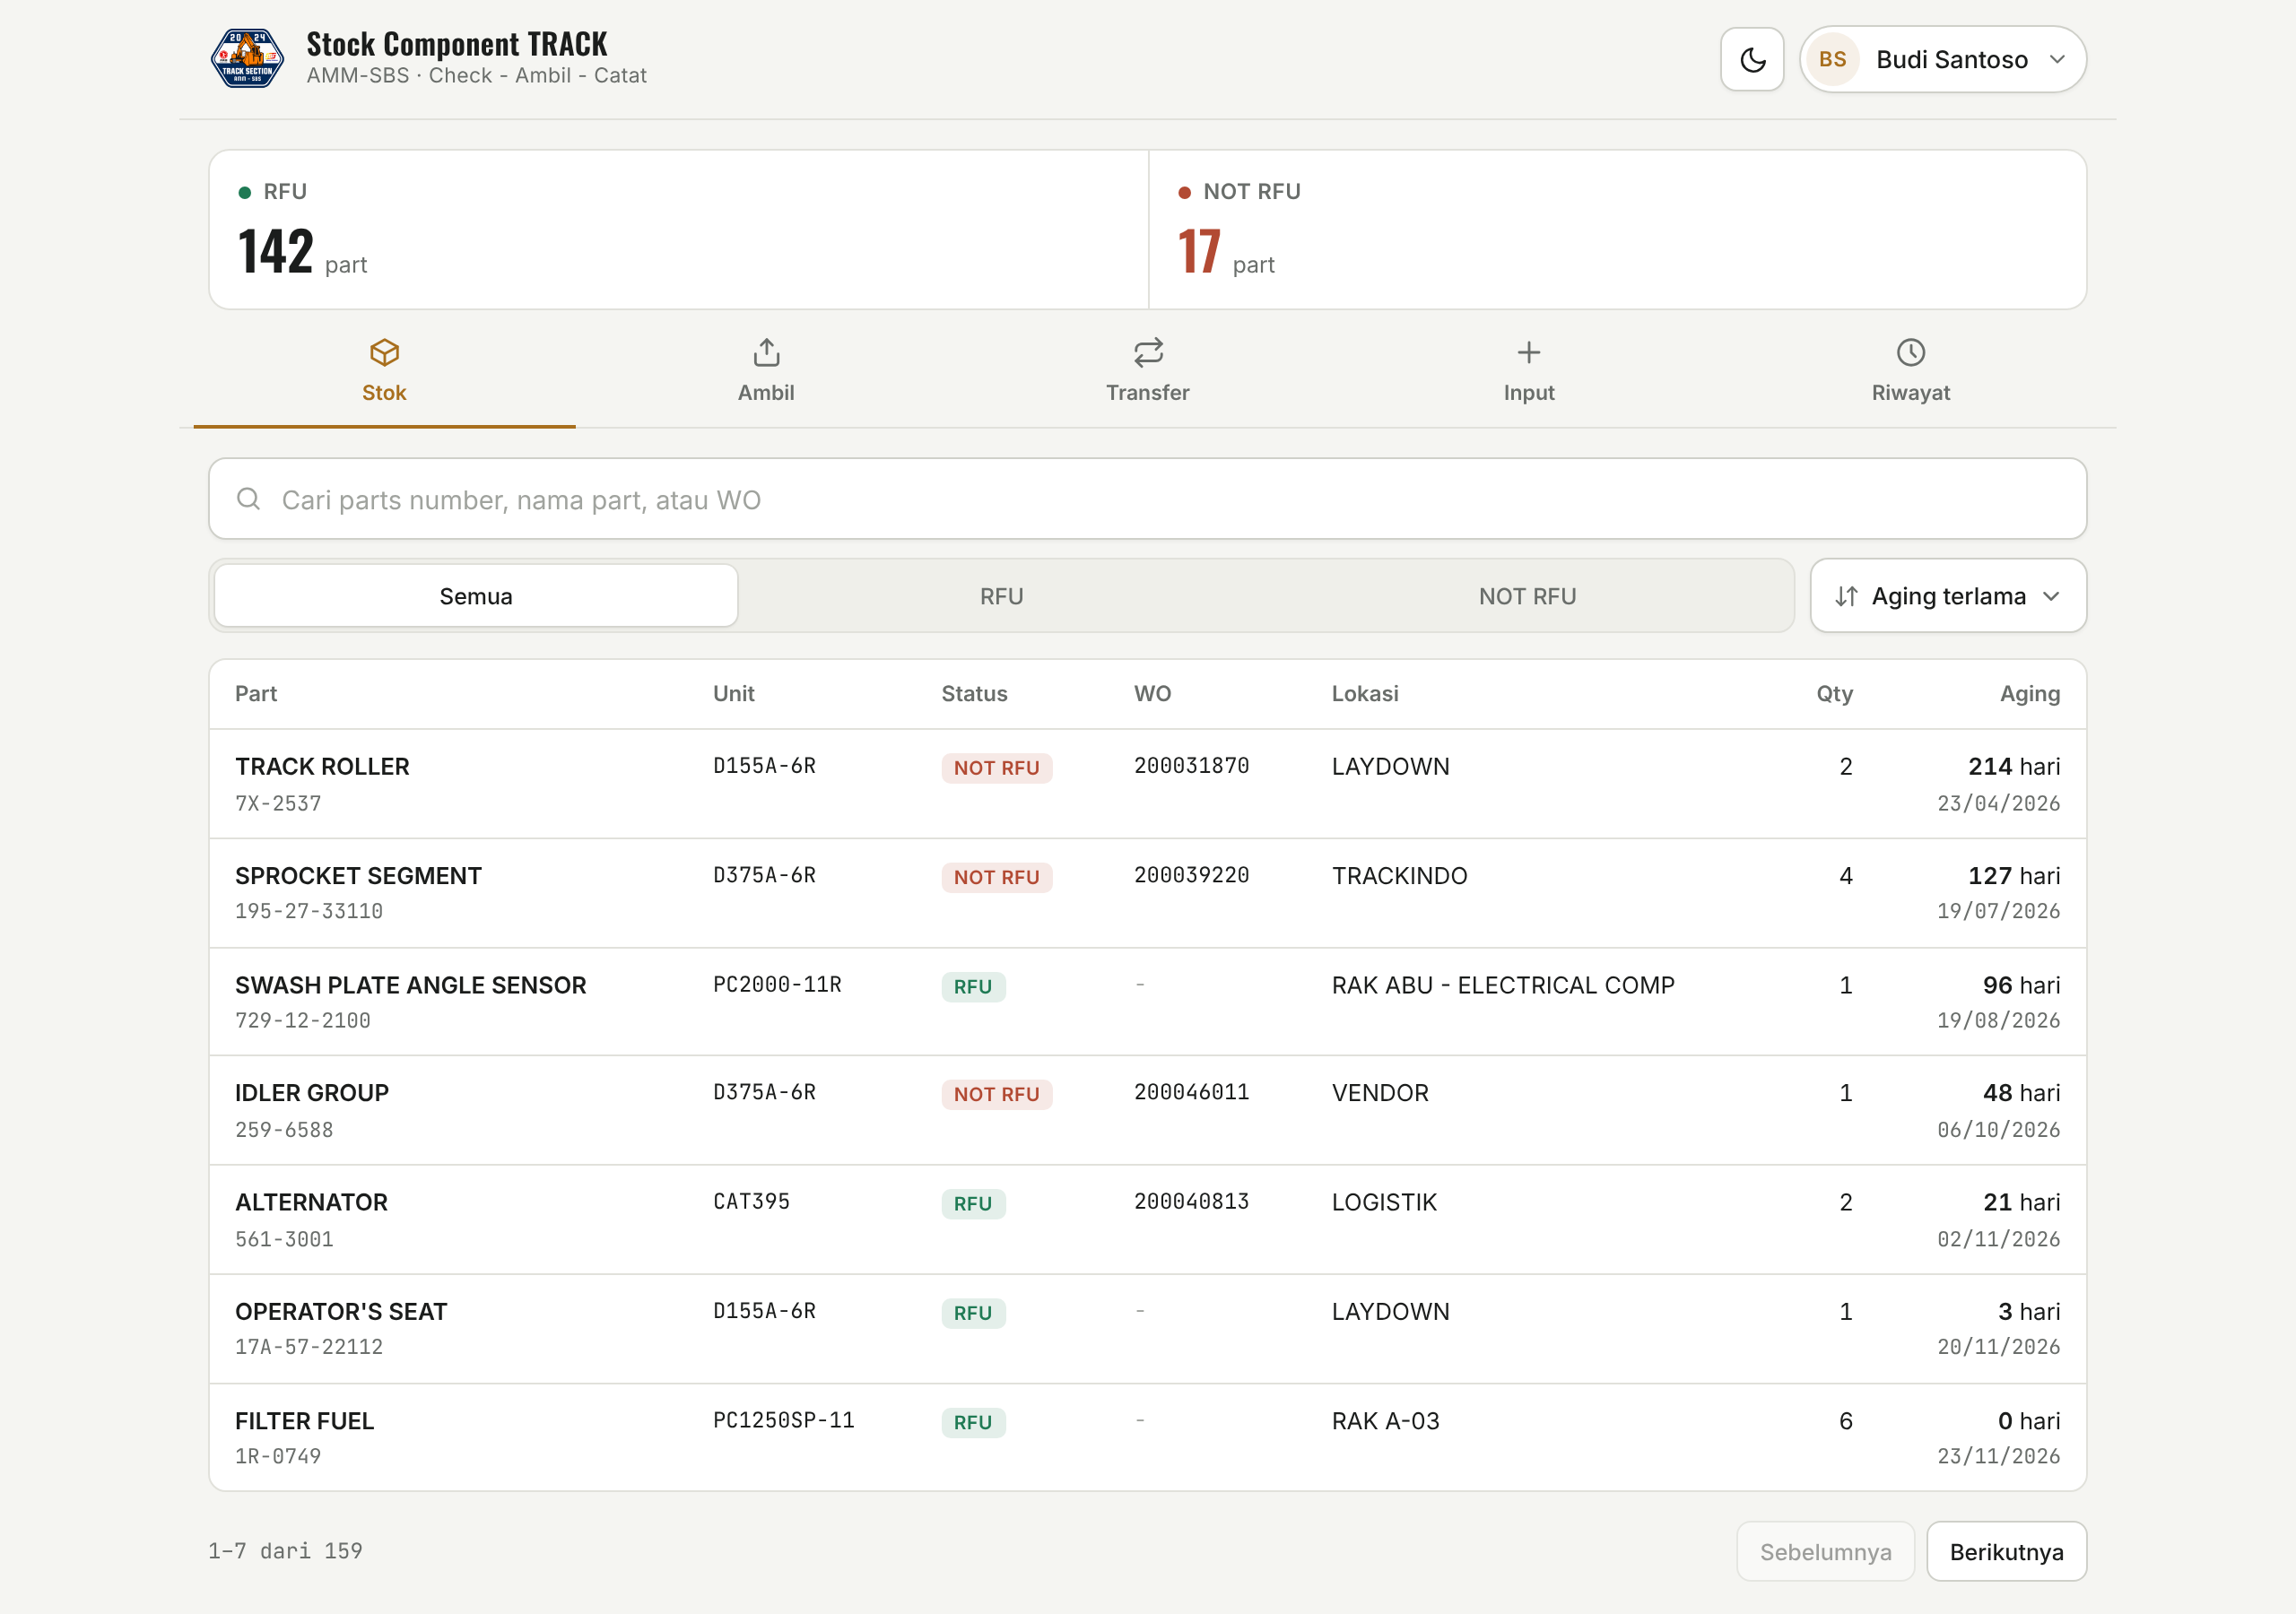 20 24
TRACK SECTION
AMM - SBS
Stock Component TRACK
AMM-SBS · Check - Ambil - Catat
BS Budi Santoso
RFU
142 part
NOT RFU
17 part
Stok
Ambil
Transfer
Input
Riwayat
Cari parts number, nama part, atau WO
Semua
RFU
NOT RFU
Aging terlama
Part Unit Status WO Lokasi Qty Aging
TRACK ROLLER D155A-6R NOT RFU 200031870 LAYDOWN 2 214 hari
7X-2537 23/04/2026
SPROCKET SEGMENT D375A-6R NOT RFU 200039220 TRACKINDO 4 127 hari
195-27-33110 19/07/2026
SWASH PLATE ANGLE SENSOR PC2000-11R RFU - RAK ABU - ELECTRICAL COMP 1 96 hari
729-12-2100 19/08/2026
IDLER GROUP D375A-6R NOT RFU 200046011 VENDOR 1 48 hari
259-6588 06/10/2026
ALTERNATOR CAT395 RFU 200040813 LOGISTIK 2 21 hari
561-3001 02/11/2026
OPERATOR'S SEAT D155A-6R RFU - LAYDOWN 1 3 hari
17A-57-22112 20/11/2026
FILTER FUEL PC1250SP-11 RFU - RAK A-03 6 0 hari
1R-0749 23/11/2026
1–7 dari 159
Sebelumnya
Berikutnya